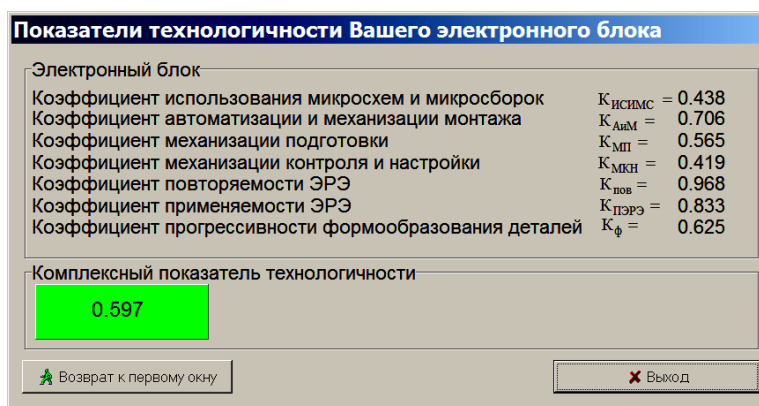 Показатели технологичности Вашего электронного блока
Электронный блок
Коэффициент использования микросхем и микросборок КИСИМС = 0.438
Коэффициент автоматизации и механизации монтажа КАиМ = 0.706
Коэффициент механизации подготовки КМП = 0.565
Коэффициент механизации контроля и настройки КМКН = 0.419
Коэффициент повторяемости ЭРЭ Кпов = 0.968
Коэффициент применяемости ЭРЭ КПЭРЭ = 0.833
Коэффициент прогрессивности формообразования деталей Кф = 0.625
Комплексный показатель технологичности
0.597
Возврат к первому окну Выход